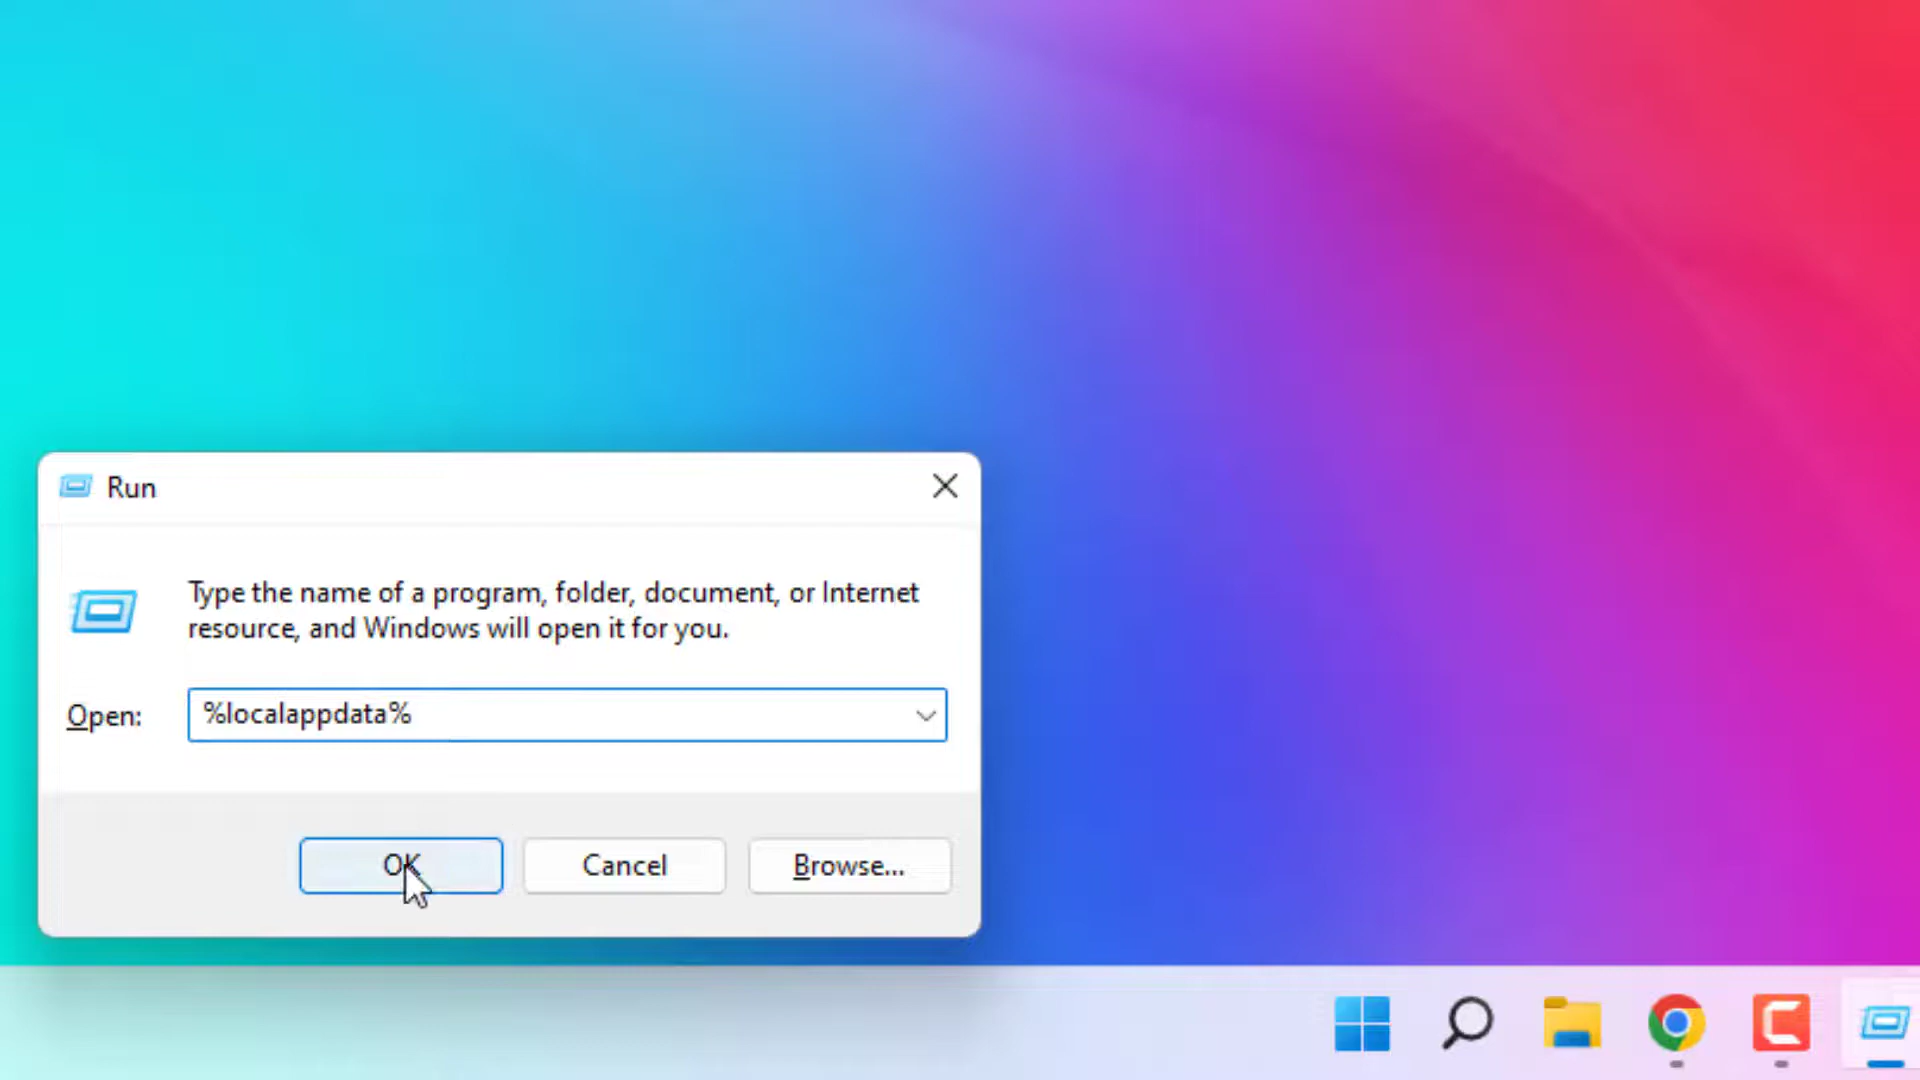 Run
Type the name of a program, folder, document, or Internet
resource, and Windows will open it for you.
Open:
%localappdata%
OK
Cancel
Browse...